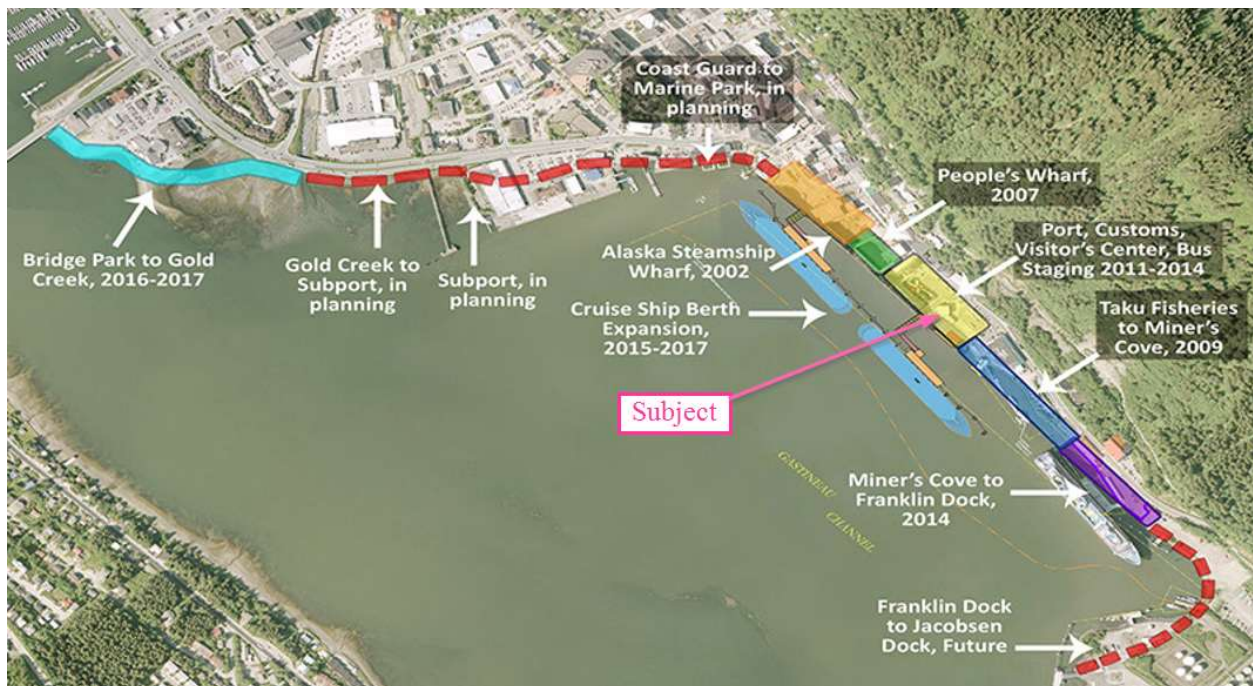 Coast Guard to
Marine Park, in
planning
People's Wharf,
2007
Port, Customs,
Visitor's Center, Bus
Staging 2011-2014
Bridge Park to Gold
Creek, 2016-2017
Gold Creek to
Subport, in
planning
Subport, in
planning
Alaska Steamship
Wharf, 2002
Cruise Ship Berth
Expansion,
2015-2017
Taku Fisheries
to Miner's
Cove, 2009
Subject
GASTINEAU
CHANNEL
Miner's Cove to
Franklin Dock,
2014
Franklin Dock
to Jacobsen
Dock, Future